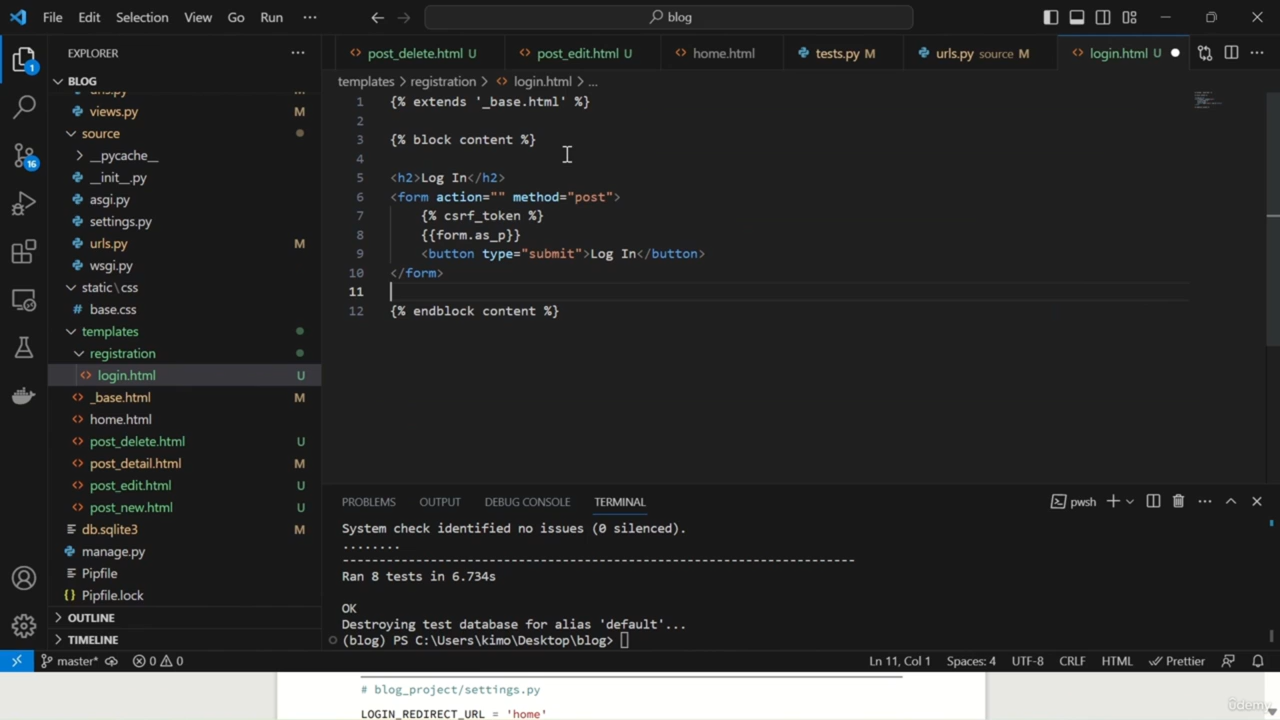 File Edit Selection View Go Run ··· blog
EXPLORER ···
post_delete.html U post_edit.html U home.html tests.py M urls.py source M login.html U ···
BLOG
templates > registration > login.html > ...
urls.py M
views.py M
source
__pycache__
__init__.py
asgi.py
settings.py
urls.py M
wsgi.py
static\css
base.css
templates
registration
login.html U
_base.html M
home.html
post_delete.html U
post_detail.html M
post_edit.html U
post_new.html U
db.sqlite3 M
manage.py
Pipfile
Pipfile.lock
OUTLINE
TIMELINE
1
16
1 {% extends '_base.html' %}
2
3 {% block content %}
4
5 <h2>Log In</h2>
6 <form action="" method="post">
7 {% csrf_token %}
8 {{form.as_p}}
9 <button type="submit">Log In</button>
10 </form>
11
12 {% endblock content %}
PROBLEMS OUTPUT DEBUG CONSOLE TERMINAL pwsh ···
System check identified no issues (0 silenced).
........
----------------------------------------------------------------------
Ran 8 tests in 6.734s
OK
Destroying test database for alias 'default'...
(blog) PS C:\Users\kimo\Desktop\blog>
master* 0 0 Ln 11, Col 1 Spaces: 4 UTF-8 CRLF HTML Prettier
# blog_project/settings.py
LOGIN_REDIRECT_URL = 'home'
ûdemy